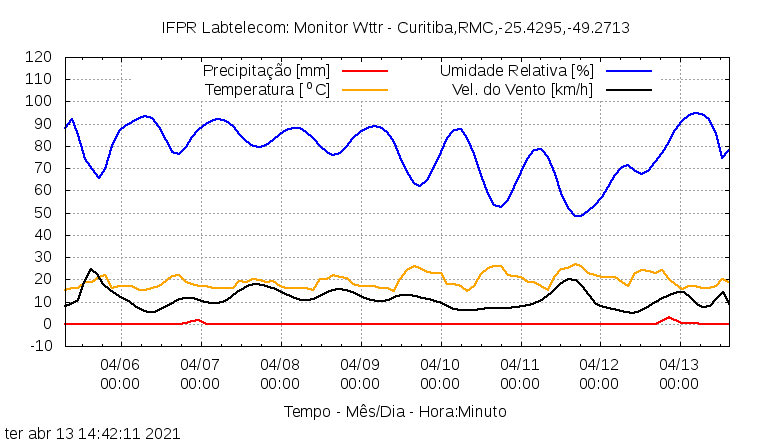 IFPR Labtelecom: Monitor Wttr - Curitiba,RMC,-25.4295,-49.2713
120
110
100
90
80
70
60
50
40
30
20
10
0
-10
Precipitação [mm]
Temperatura [ ⁰C]
Umidade Relativa [%]
Vel. do Vento [km/h]
04/06 04/07 04/08 04/09 04/10 04/11 04/12 04/13
00:00 00:00 00:00 00:00 00:00 00:00 00:00 00:00
Tempo - Mês/Dia - Hora:Minuto
ter abr 13 14:42:11 2021